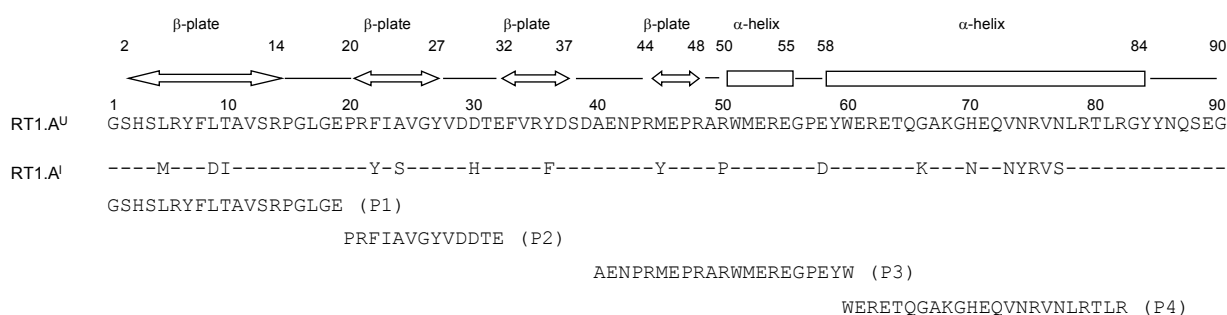 β-plate β-plate β-plate β-plate α-helix α-helix
2 14 20 27 32 37 44 48 50 55 58 84 90
1 10 20 30 40 50 60 70 80 90
RT1.Aᵁ GSHSLRYFLTAVSRPGLGEPRFIAVGYVDDTEFVRYDSDAENPRMEPRARWMEREGPEYWERETQGAKGHEQVNRVNLRTLRGYYNQSEG
RT1.Aˡ ----M---DI-----------Y-S-----H-----F--------Y----P-------D-------K---N--NYRVS-------------
GSHSLRYFLTAVSRPGLGE (P1)
PRFIAVGYVDDTE (P2)
AENPRMEPRARWMEREGPEYW (P3)
WERETQGAKGHEQVNRVNLRTLR (P4)